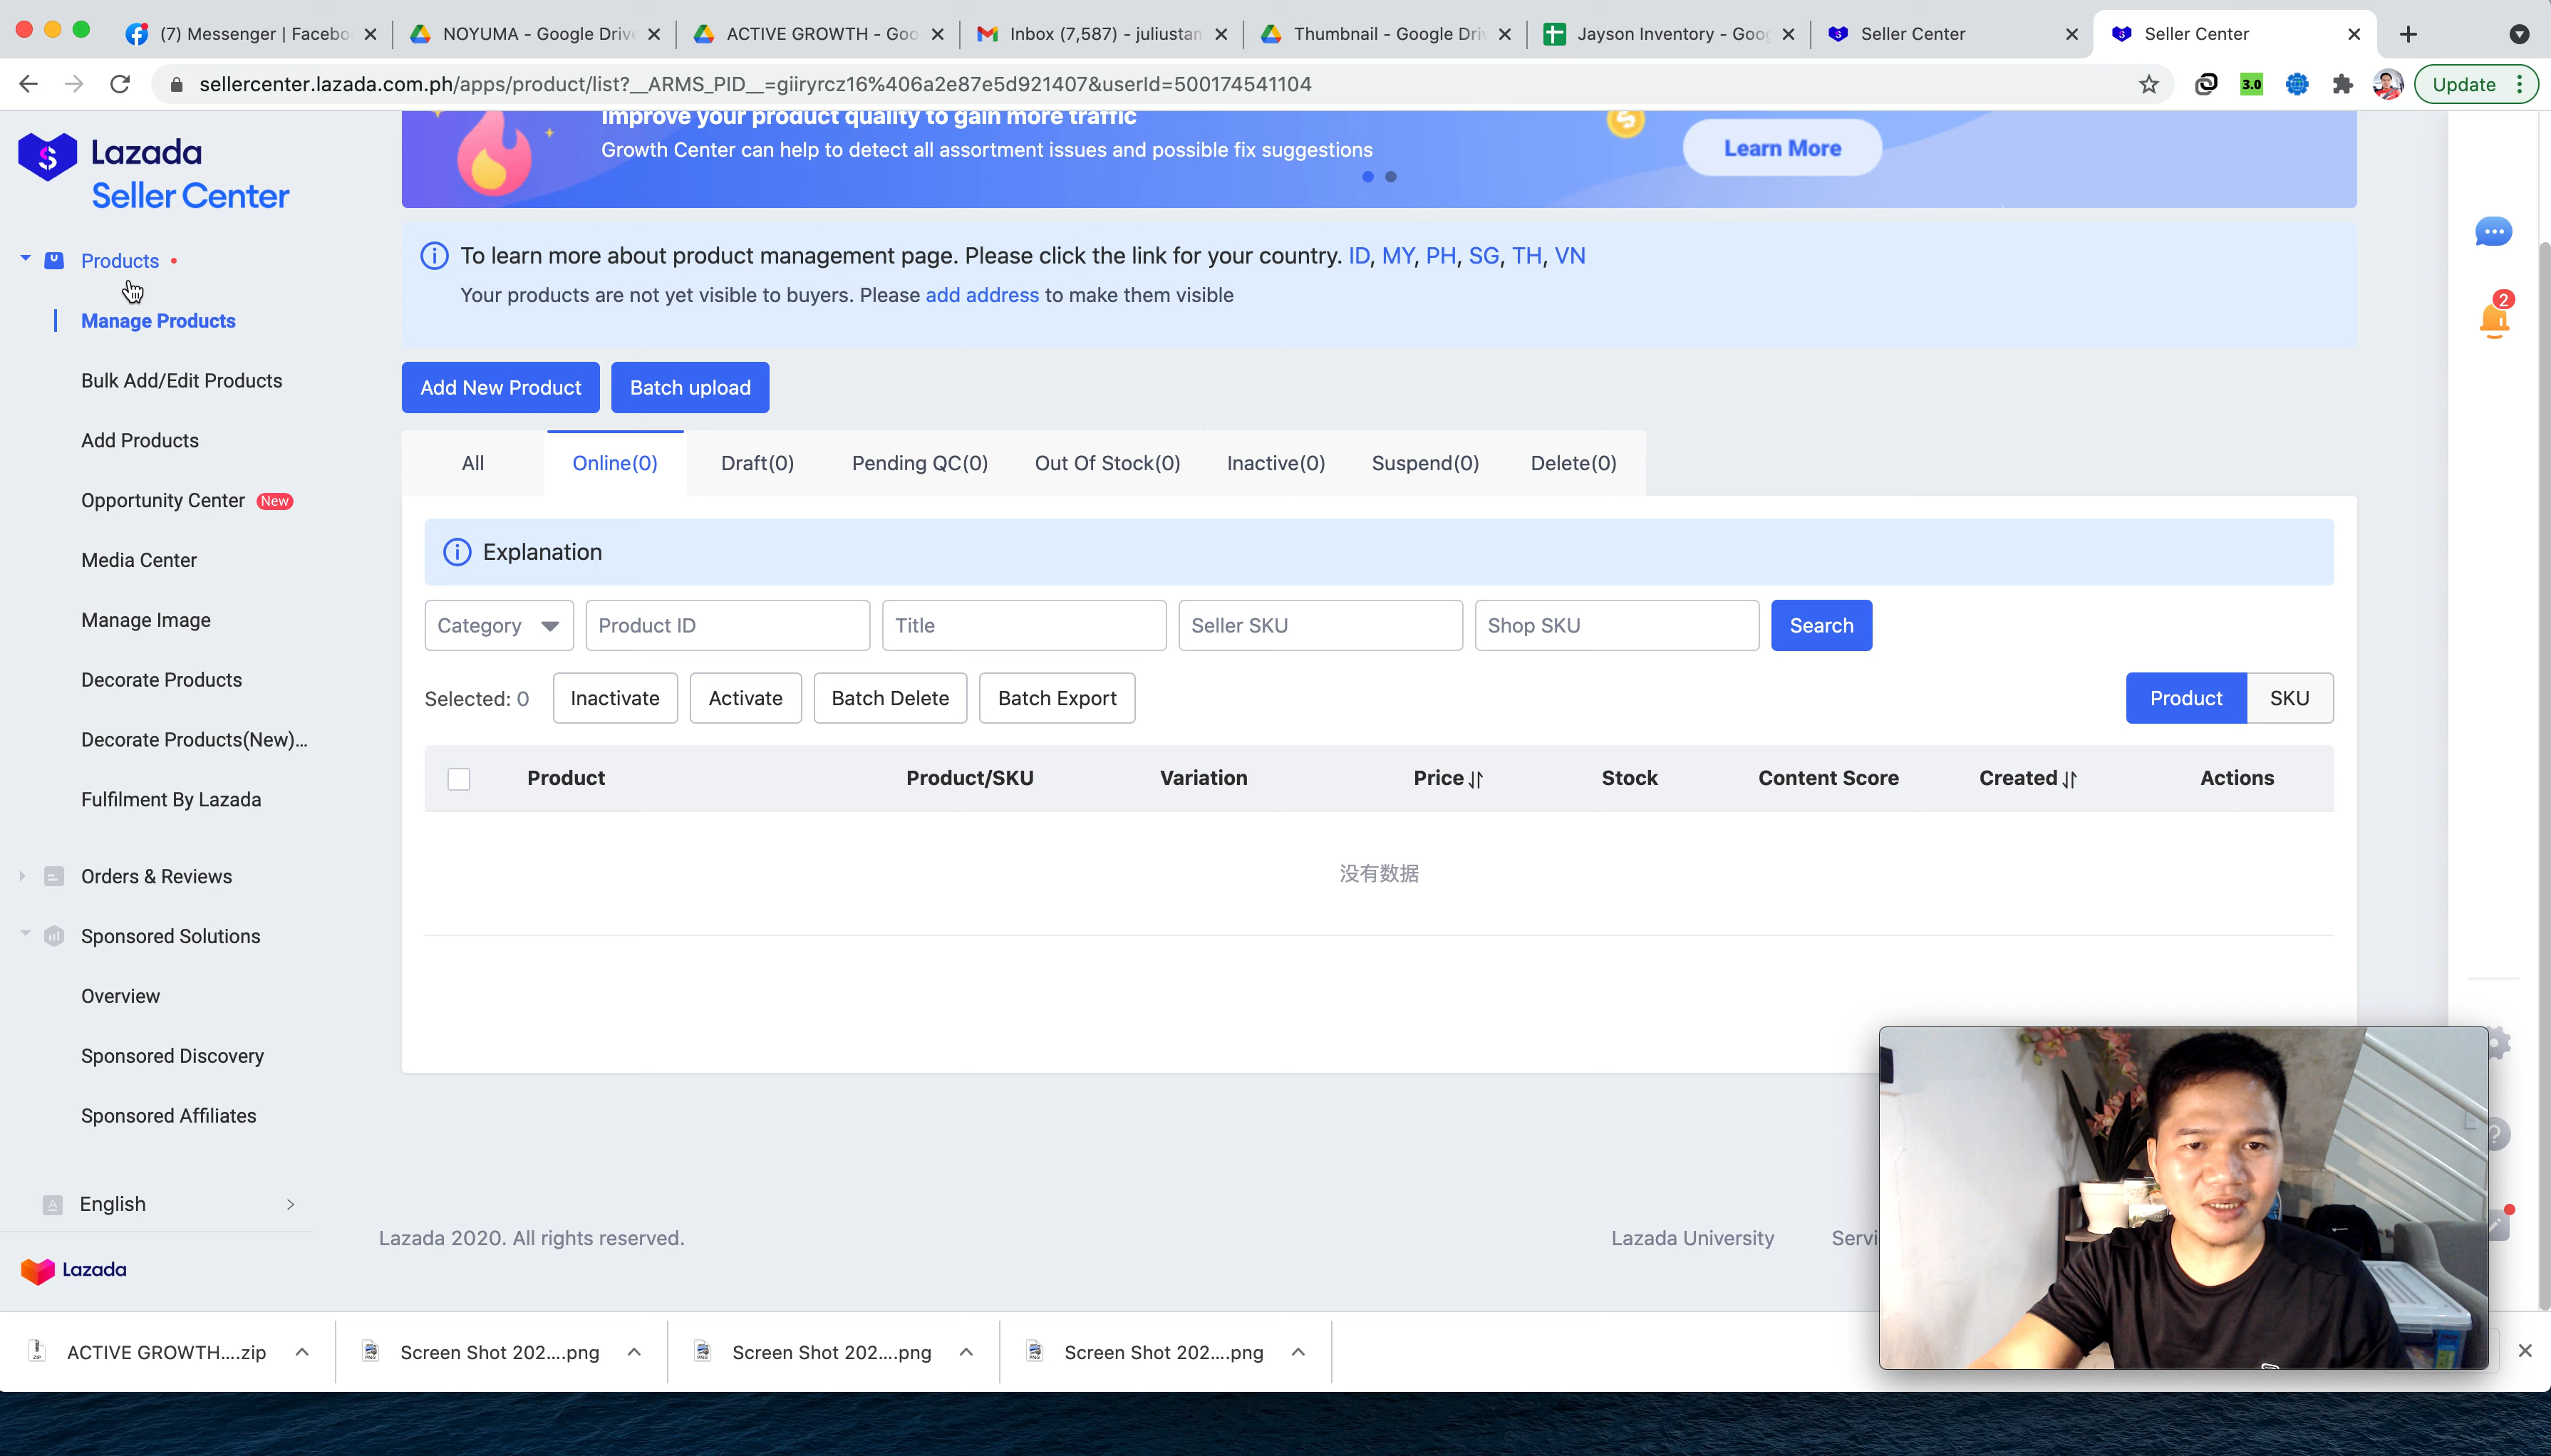 (7) Messenger | Facebo
NOYUMA - Google Drive
ACTIVE GROWTH - Goo
Inbox (7,587) - juliustan
Thumbnail - Google Driv
Jayson Inventory - Goog
Seller Center
Seller Center
sellercenter.lazada.com.ph/apps/product/list?__ARMS_PID__=giiryrcz16%406a2e87e5d921407&userId=500174541104
3.0
Update
Lazada
Seller Center
Improve your product quality to gain more traffic
Growth Center can help to detect all assortment issues and possible fix suggestions
Learn More
To learn more about product management page. Please click the link for your country. ID, MY, PH, SG, TH, VN
Your products are not yet visible to buyers. Please add address to make them visible
2
Products
Manage Products
Bulk Add/Edit Products
Add Products
Opportunity Center New
Media Center
Manage Image
Decorate Products
Decorate Products(New)...
Fulfilment By Lazada
Orders & Reviews
Sponsored Solutions
Overview
Sponsored Discovery
Sponsored Affiliates
English
Lazada
Add New Product
Batch upload
All
Online(0)
Draft(0)
Pending QC(0)
Out Of Stock(0)
Inactive(0)
Suspend(0)
Delete(0)
Explanation
Category
Product ID
Title
Seller SKU
Shop SKU
Search
Selected: 0
Inactivate
Activate
Batch Delete
Batch Export
Product
SKU
Product
Product/SKU
Variation
Price
Stock
Content Score
Created
Actions
没有数据
Lazada 2020. All rights reserved.
Lazada University
Servi
ACTIVE GROWTH....zip
Screen Shot 202....png
Screen Shot 202....png
Screen Shot 202....png